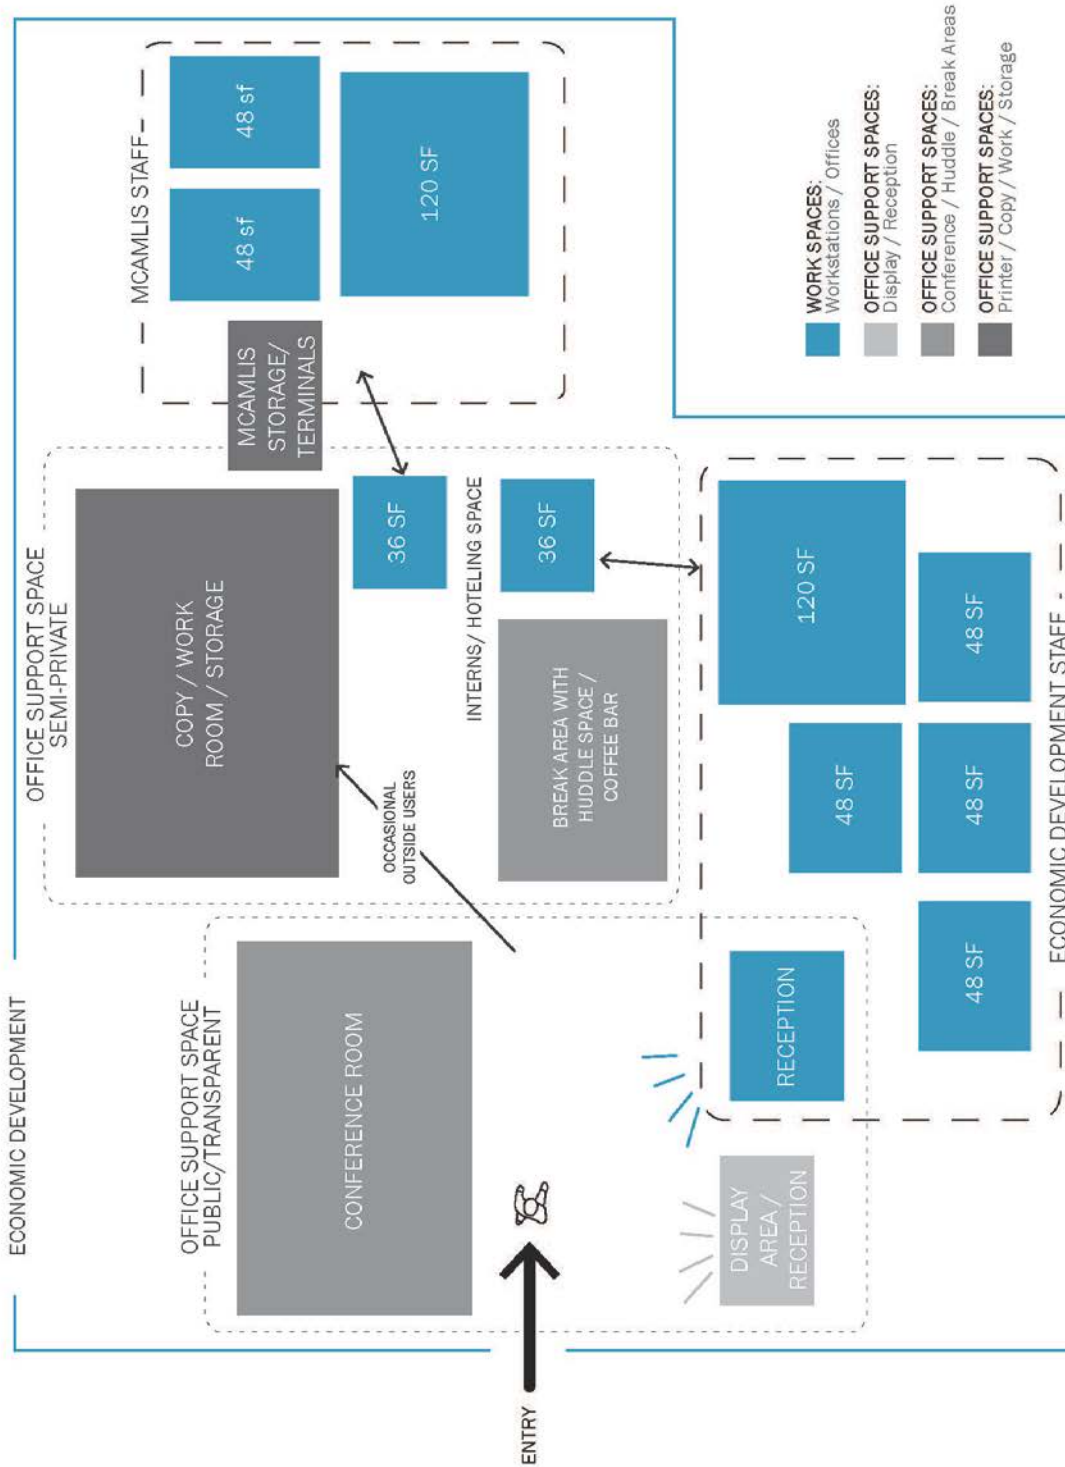 ECONOMIC DEVELOPMENT
OFFICE SUPPORT SPACE
PUBLIC/TRANSPARENT
CONFERENCE ROOM
ENTRY
DISPLAY
AREA /
RECEPTION
RECEPTION
OFFICE SUPPORT SPACE
SEMI-PRIVATE
COPY / WORK
ROOM / STORAGE
OCCASIONAL
OUTSIDE USERS
BREAK AREA WITH
HUDDLE SPACE /
COFFEE BAR
INTERNS/ HOTELING SPACE
36 SF
36 SF
MCAMLIS
STORAGE/
TERMINALS
MCAMLIS STAFF
48 sf
48 sf
120 SF
120 SF
48 SF
48 SF
48 SF
48 SF
ECONOMIC DEVELOPMENT STAFF
WORK SPACES:
Workstations / Offices
OFFICE SUPPORT SPACES:
Display / Reception
OFFICE SUPPORT SPACES:
Conference / Huddle / Break Areas
OFFICE SUPPORT SPACES:
Printer / Copy / Work / Storage